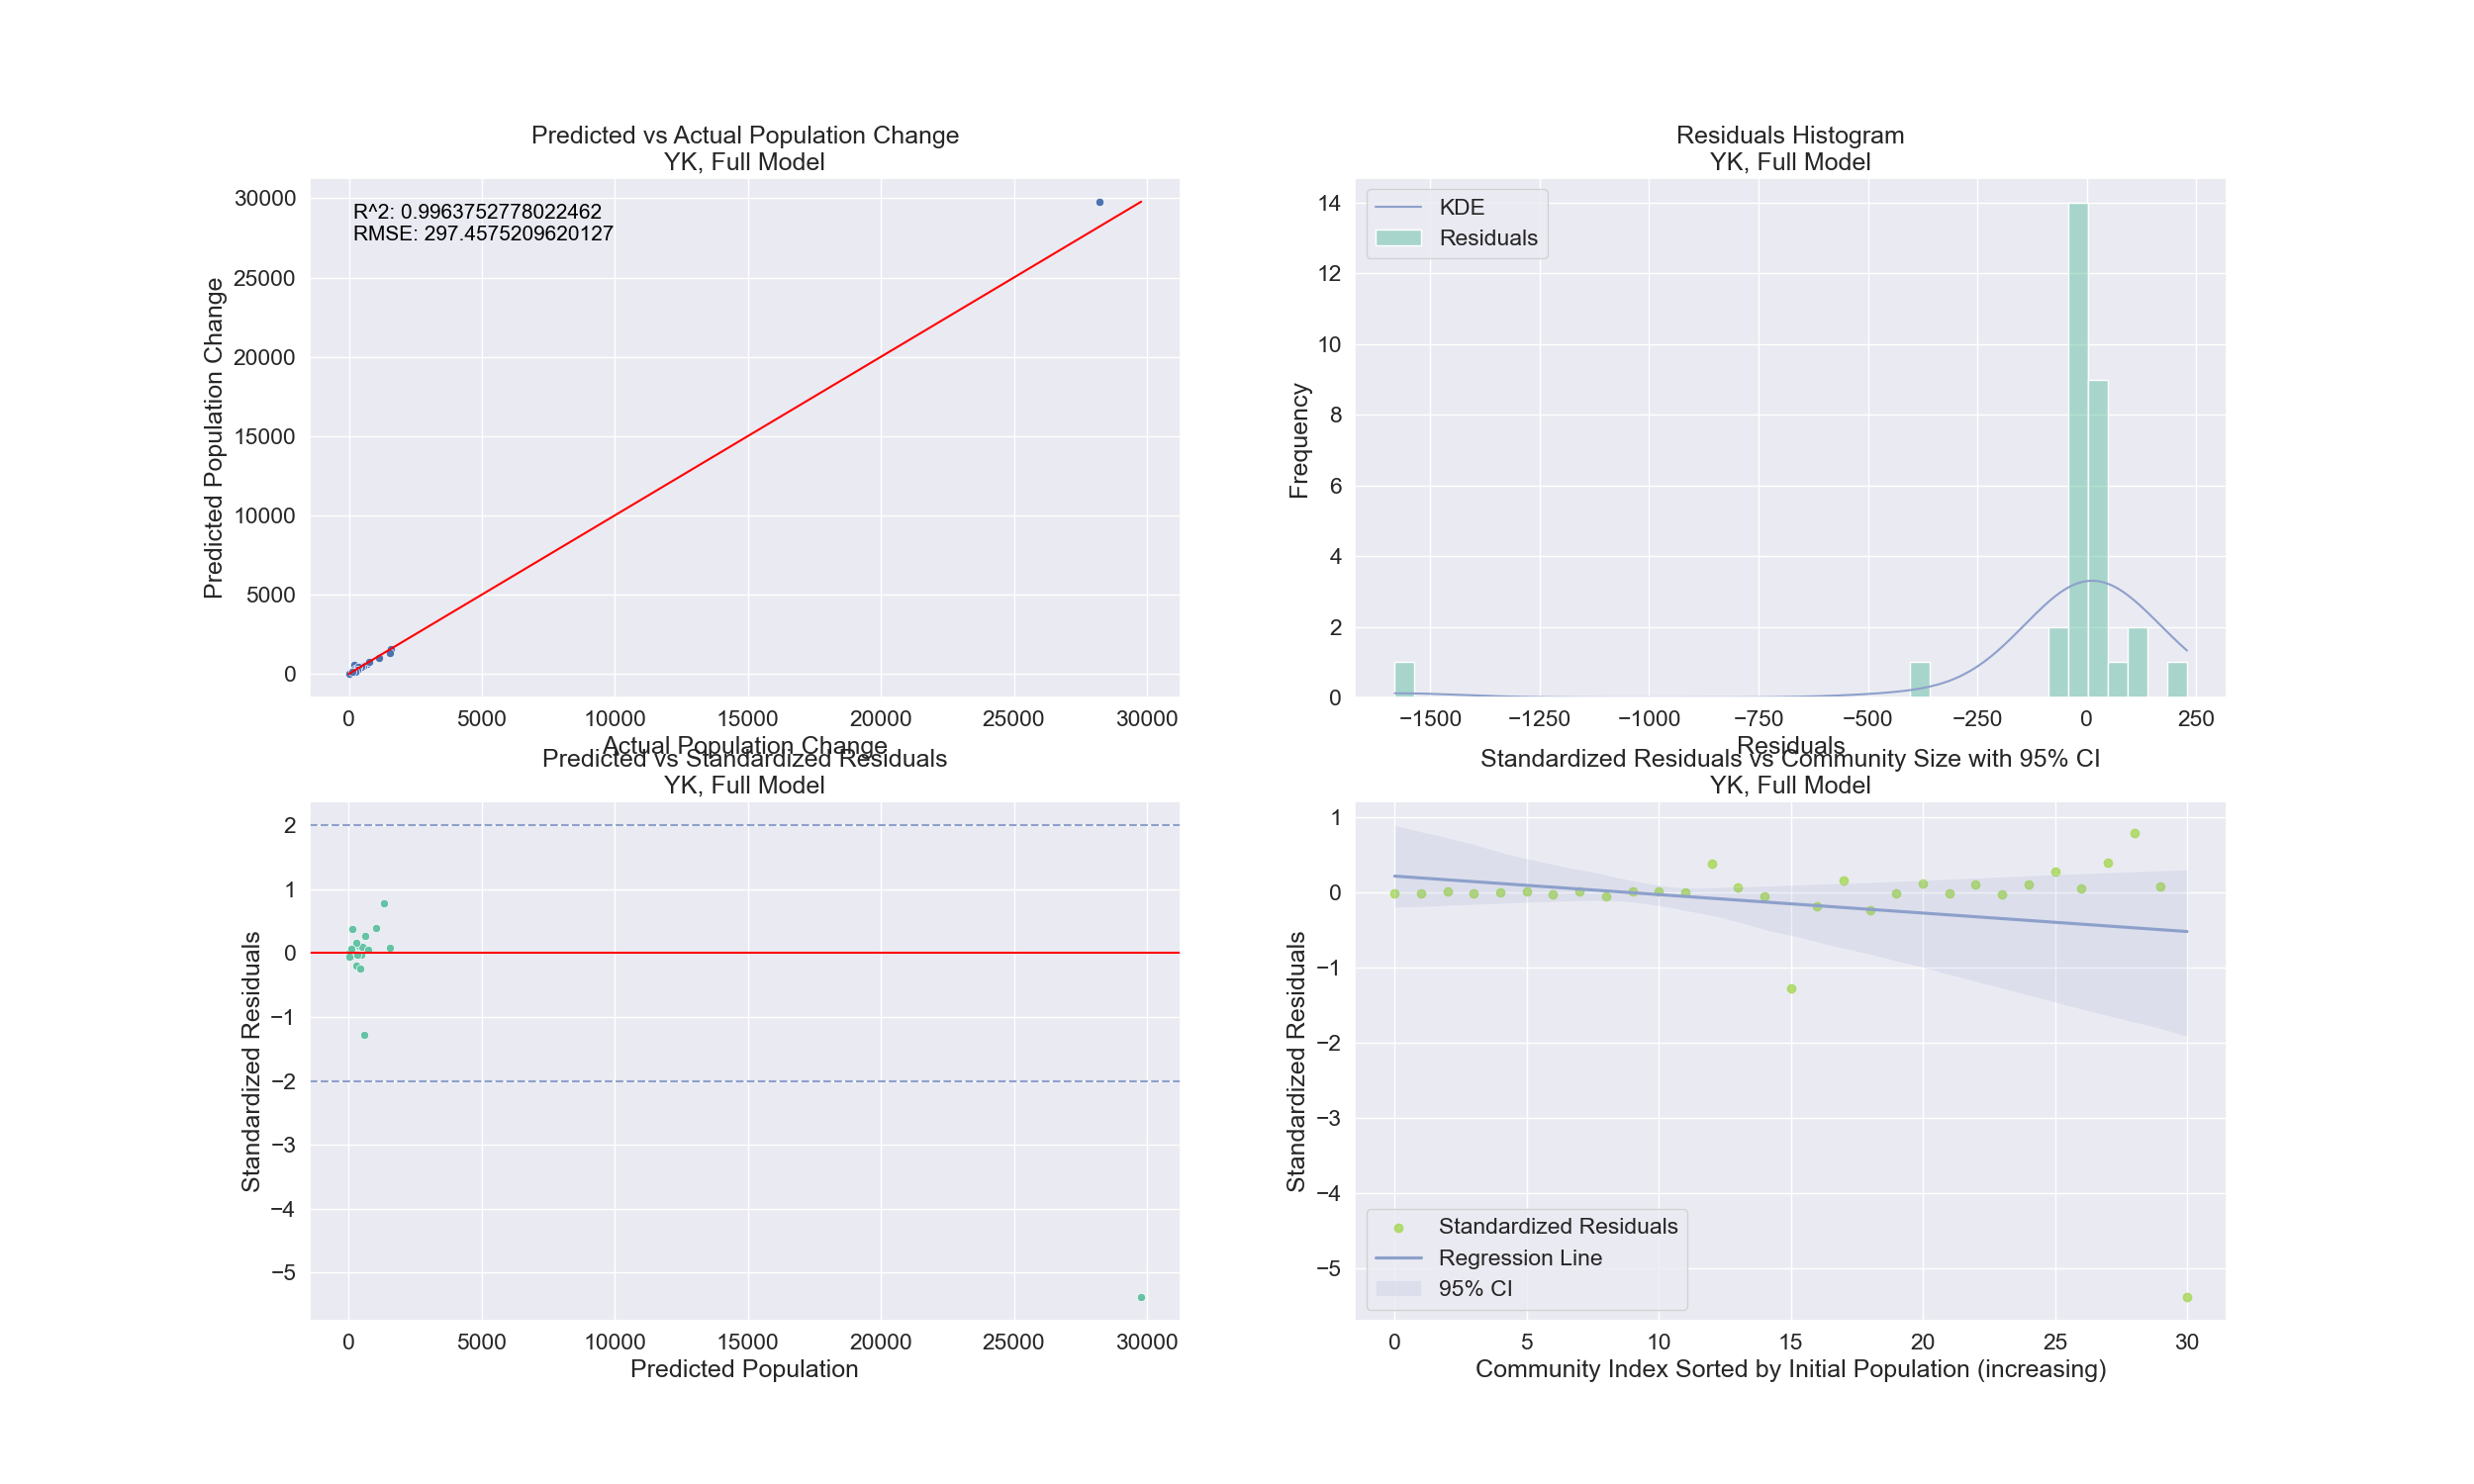 Predicted vs Actual Population Change
YK, Full Model
R^2: 0.9963752778022462
RMSE: 297.4575209620127
30000
25000
20000
15000
10000
5000
0
Predicted Population Change
0 5000 10000 15000 20000 25000 30000
Actual Population Change
Residuals Histogram
YK, Full Model
KDE
Residuals
14
12
10
8
6
4
2
0
Frequency
−1500 −1250 −1000 −750 −500 −250 0 250
Residuals
Predicted vs Standardized Residuals
YK, Full Model
2
1
0
−1
−2
−3
−4
−5
Standardized Residuals
0 5000 10000 15000 20000 25000 30000
Predicted Population
Standardized Residuals vs Community Size with 95% CI
YK, Full Model
1
0
−1
−2
−3
−4
−5
Standardized Residuals
Standardized Residuals
Regression Line
95% CI
0 5 10 15 20 25 30
Community Index Sorted by Initial Population (increasing)